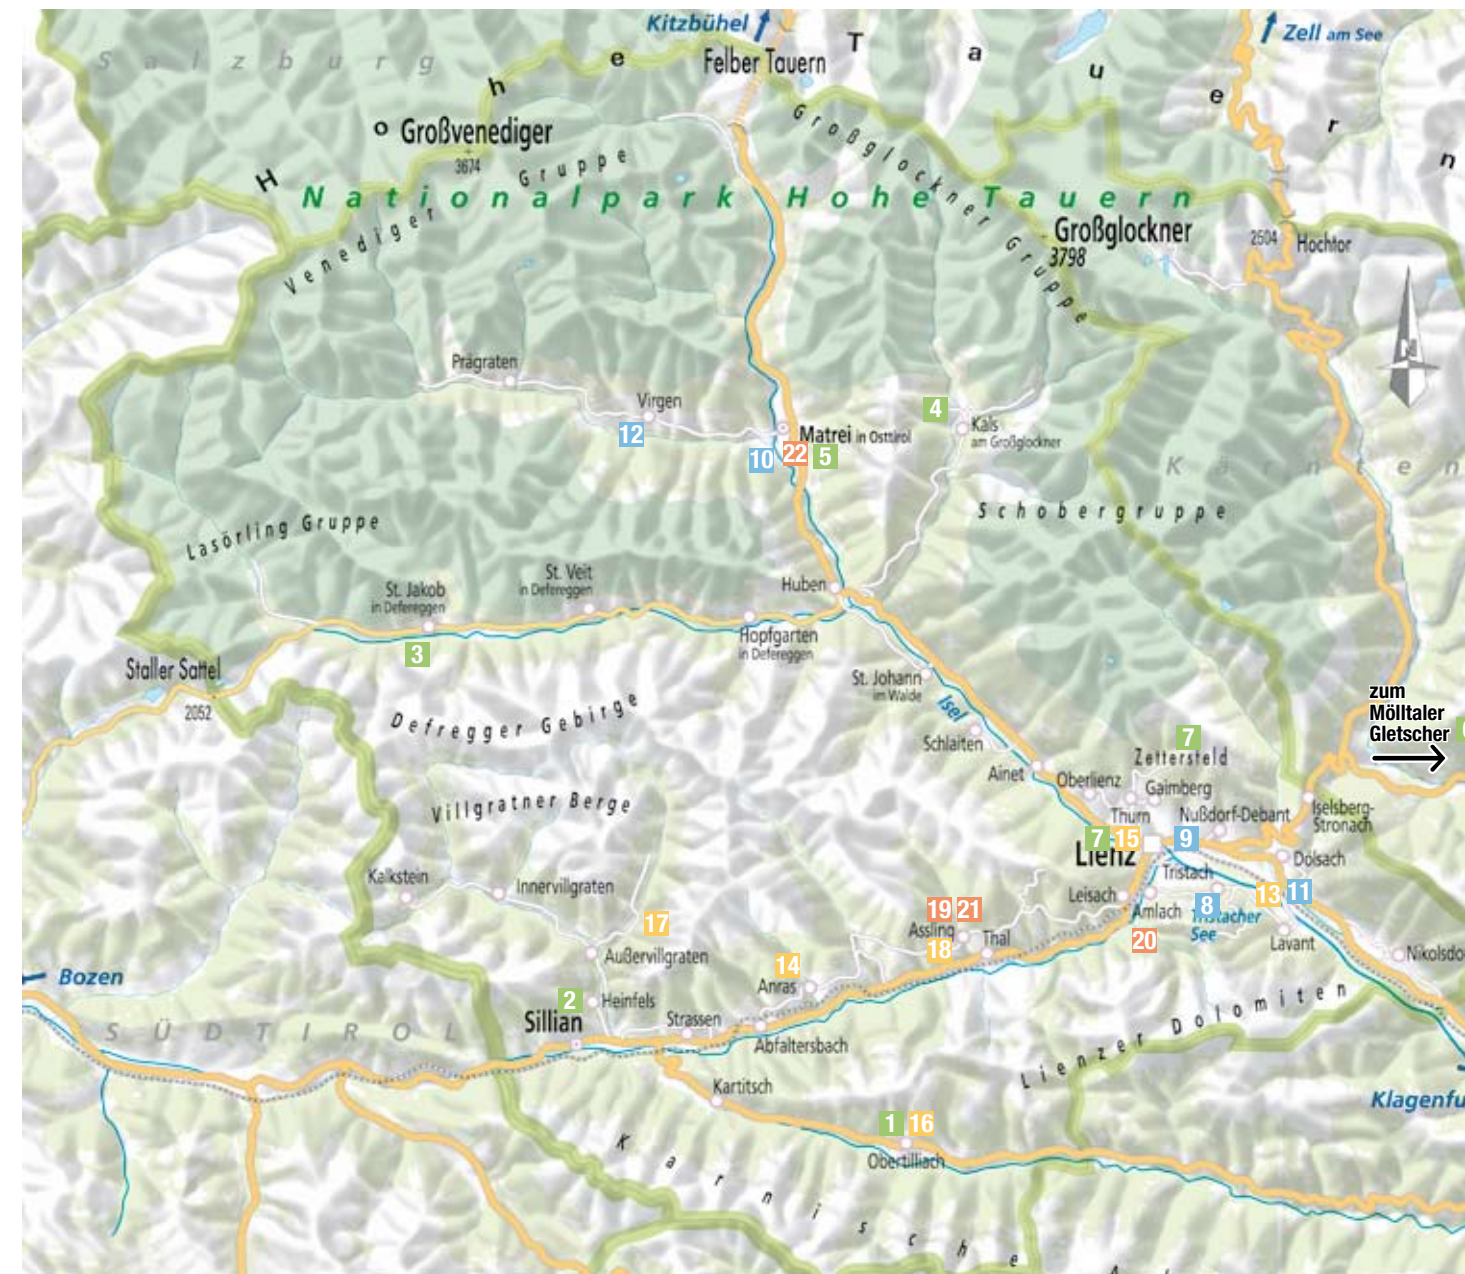 Kitzbühel
Zell am See
Felber Tauern
Salzburg
Hohe Tauern
Großvenediger
3674
Venediger Gruppe
Großglockner Gruppe
Nationalpark Hohe Tauern
Großglockner
3798
2504 Hochtor
N
Prägraten
Virgen
12
4
Kals
am Großglockner
Matrei in Osttirol
10 22 5
Kärnten
Schobergruppe
Lasörling Gruppe
St. Jakob
in Defereggen
3
St. Veit
in Defereggen
Huben
Hopfgarten
in Defereggen
Staller Sattel
2052
St. Johann
im Walde
Isel
Schlaiten
Defregger Gebirge
zum
Mölltaler
Gletscher
7
Zettersfeld
Ainet
Oberlienz
Gaimberg
Thurn
Nußdorf-Debant
Iselsberg-
Stronach
Villgratner Berge
7 15 9
Lienz
Dölsach
Tristach
Kalkstein
Innervillgraten
Leisach
Amlach
8
13 11
Tristacher
See
Lavant
20
17
19 21
Assling
18
Thal
Außervillgraten
14
Anras
Nikolsdo
Bozen
2
Heinfels
Sillian
Strassen
Abfaltersbach
SÜDTIROL
Lienzer Dolomiten
Kartitsch
Klagenfu
1 16
Obertilliach
Karnische